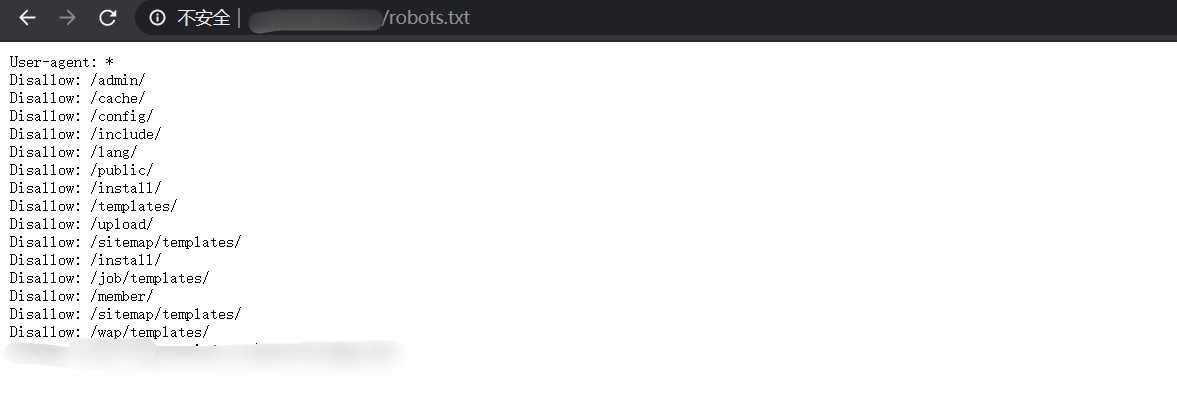 不安全 /robots.txt
User-agent: *
Disallow: /admin/
Disallow: /cache/
Disallow: /config/
Disallow: /include/
Disallow: /lang/
Disallow: /public/
Disallow: /install/
Disallow: /templates/
Disallow: /upload/
Disallow: /sitemap/templates/
Disallow: /install/
Disallow: /job/templates/
Disallow: /member/
Disallow: /sitemap/templates/
Disallow: /wap/templates/